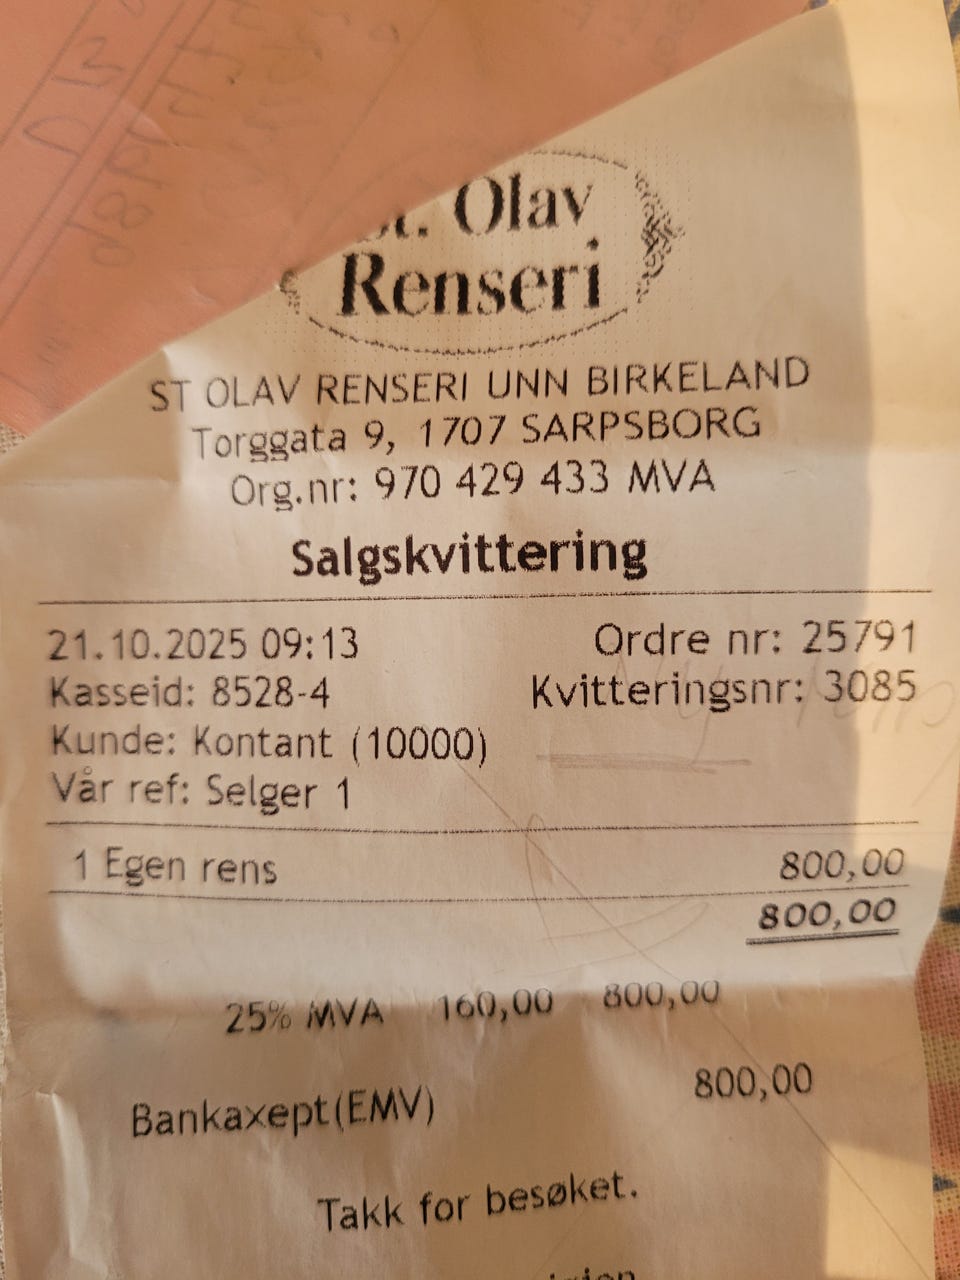 St. Olav
Renseri
ST OLAV RENSERI UNN BIRKELAND
Torggata 9, 1707 SARPSBORG
Org.nr: 970 429 433 MVA
Salgskvittering
21.10.2025 09:13 Ordre nr: 25791
Kasseid: 8528-4 Kvitteringsnr: 3085
Kunde: Kontant (10000)
Vår ref: Selger 1
1 Egen rens 800,00
800,00
25% MVA 160,00 800,00
Bankaxept(EMV) 800,00
Takk for besøket.